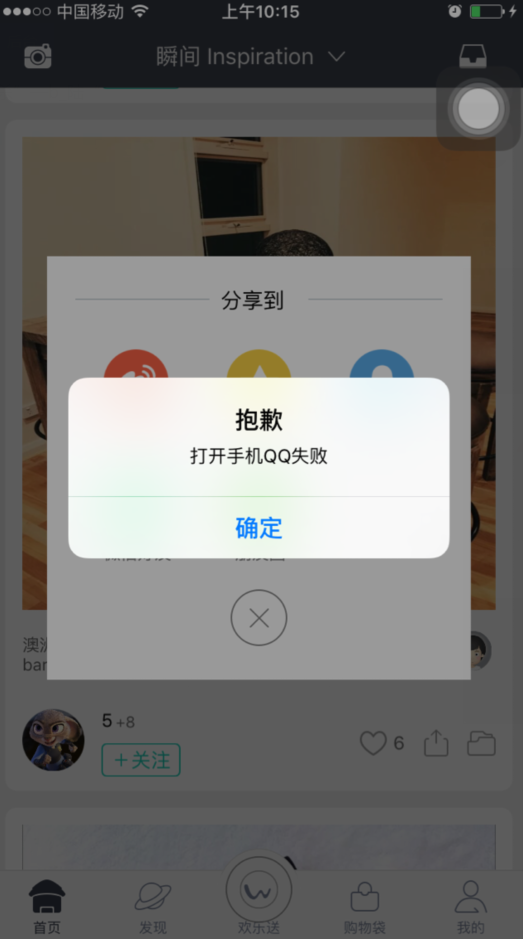 中国移动 上午10:15
瞬间 Inspiration
分享到
抱歉
打开手机QQ失败
确定
澳洲
bar
5 +8
+关注
6
首页 发现 欢乐送 购物袋 我的